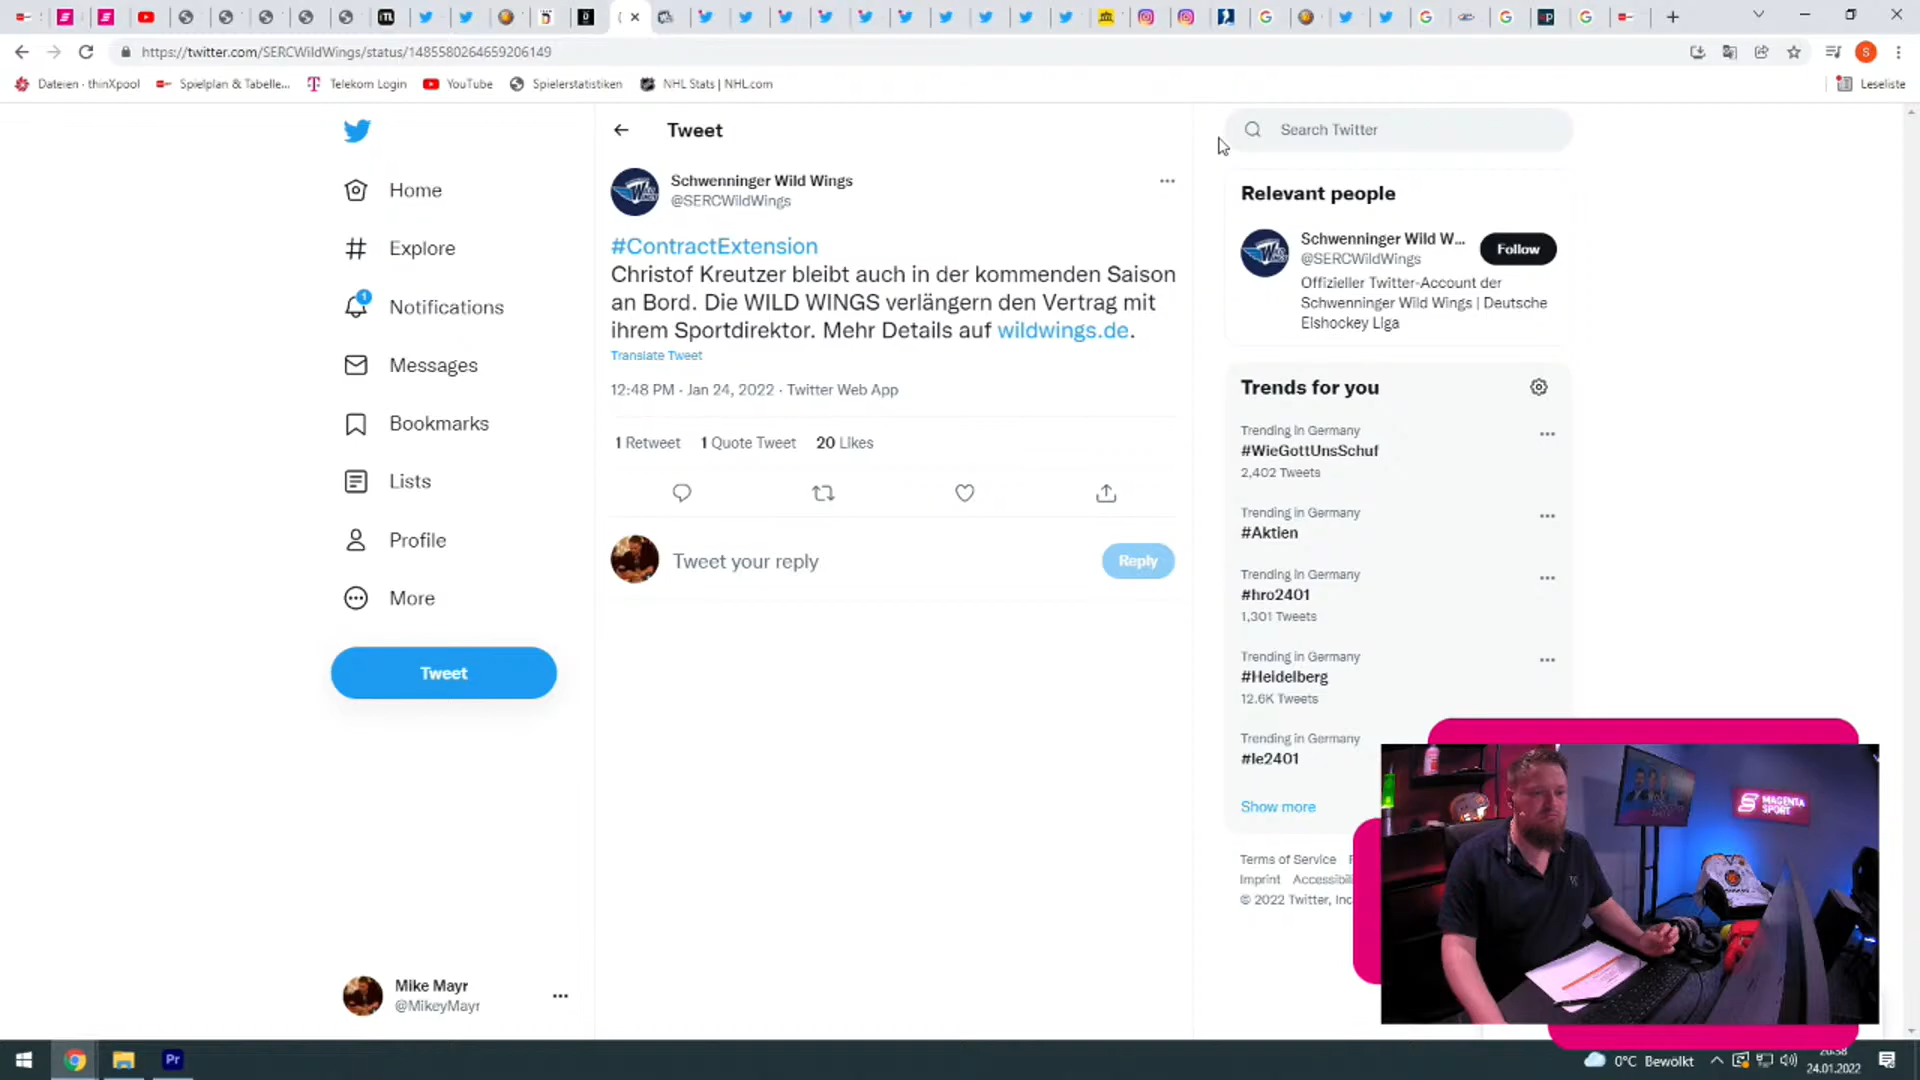 https://twitter.com/SERCWildWings/status/1485580264659206149
Dateien · thinXpool
Spielplan & Tabelle...
Telekom Login
YouTube
Spielerstatistiken
NHL Stats | NHL.com
Leseliste
Home
Explore
1
Notifications
Messages
Bookmarks
Lists
Profile
More
Tweet
Mike Mayr
@MikeyMayr
Tweet
Schwenninger Wild Wings
@SERCWildWings
#ContractExtension
Christof Kreutzer bleibt auch in der kommenden Saison
an Bord. Die WILD WINGS verlängern den Vertrag mit
ihrem Sportdirektor. Mehr Details auf wildwings.de.
Translate Tweet
12:48 PM · Jan 24, 2022 · Twitter Web App
1 Retweet 1 Quote Tweet 20 Likes
Tweet your reply
Reply
Search Twitter
Relevant people
Schwenninger Wild W...
@SERCWildWings
Follow
Offizieller Twitter-Account der
Schwenninger Wild Wings | Deutsche
Eishockey Liga
Trends for you
Trending in Germany
#WieGottUnsSchuf
2,402 Tweets
Trending in Germany
#Aktien
Trending in Germany
#hro2401
1,301 Tweets
Trending in Germany
#Heidelberg
12.6K Tweets
Trending in Germany
#le2401
Show more
Terms of Service
Imprint Accessibili
© 2022 Twitter, Inc
MAGENTA
SPORT
Pr
0°C Bewölkt
20:38
24.01.2022